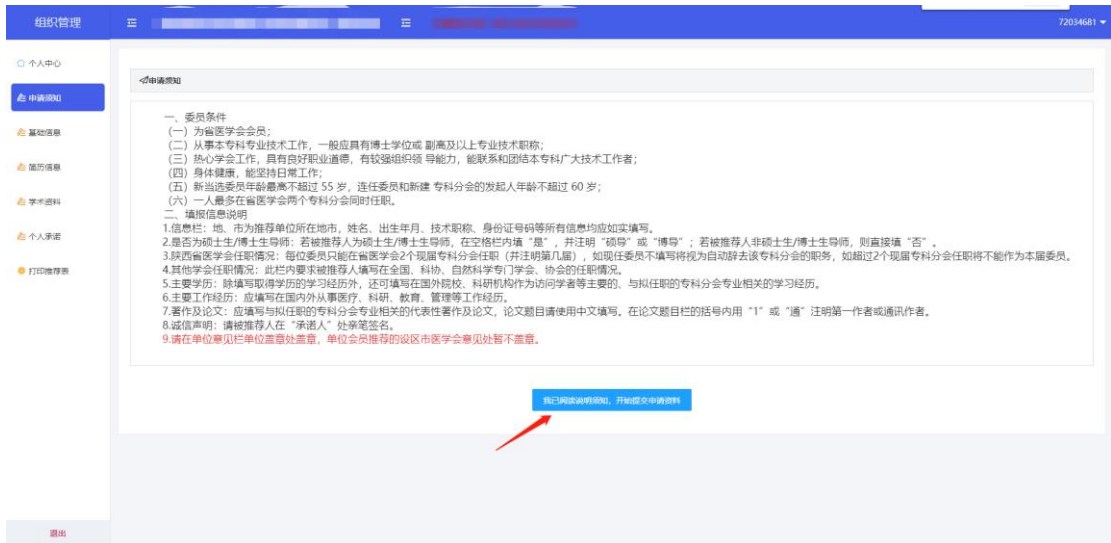 组织管理
72034681
个人中心
申请须知
基础信息
简历信息
学术资料
个人承诺
打印推荐表
退出
申请须知
一、委员条件
(一) 为省医学会会员;
(二) 从事本专科专业技术工作，一般应具有博士学位或 副高及以上专业技术职称;
(三) 热心学会工作，具有良好职业道德，有较强组织领 导能力，能联系和团结本专科广大技术工作者;
(四) 身体健康，能坚持日常工作;
(五) 新当选委员年龄最高不超过 55 岁，连任委员和新建 专科分会的发起人年龄不超过 60 岁;
(六) 一人最多在省医学会两个专科分会同时任职。
二、填报信息说明
1.信息栏：地、市为推荐单位所在地市，姓名、出生年月、技术职称、身份证号码等所有信息均应如实填写。
2.是否为硕士生/博士生导师：若被推荐人为硕士生/博士生导师，在空格栏内填“是”，并注明“硕导”或“博导”；若被推荐人非硕士生/博士生导师，则直接填“否”。
3.陕西省医学会任职情况：每位委员只能在省医学会2个现届专科分会任职（并注明第几届），如现任委员不填写将视为自动辞去该专科分会的职务，如超过2个现届专科分会任职将不能作为本届委员。
4.其他学会任职情况：此栏内要求被推荐人填写在全国、科协、自然科学专门学会、协会的任职情况。
5.主要学历：除填写取得学历的学习经历外，还可填写在国外院校、科研机构作为访问学者等主要的、与拟任职的专科分会专业相关的学习经历。
6.主要工作经历：应填写在国内外从事医疗、科研、教育、管理等工作经历。
7.著作及论文：应填写与拟任职的专科分会专业相关的代表性著作及论文，论文题目请使用中文填写。在论文题目栏的括号内用“1”或“通”注明第一作者或通讯作者。
8.诚信声明：请被推荐人在“承诺人”处亲笔签名。
9.请在单位意见栏单位盖章处盖章，单位会员推荐的设区市医学会意见处暂不盖章。
我已阅读说明须知，开始提交申请资料